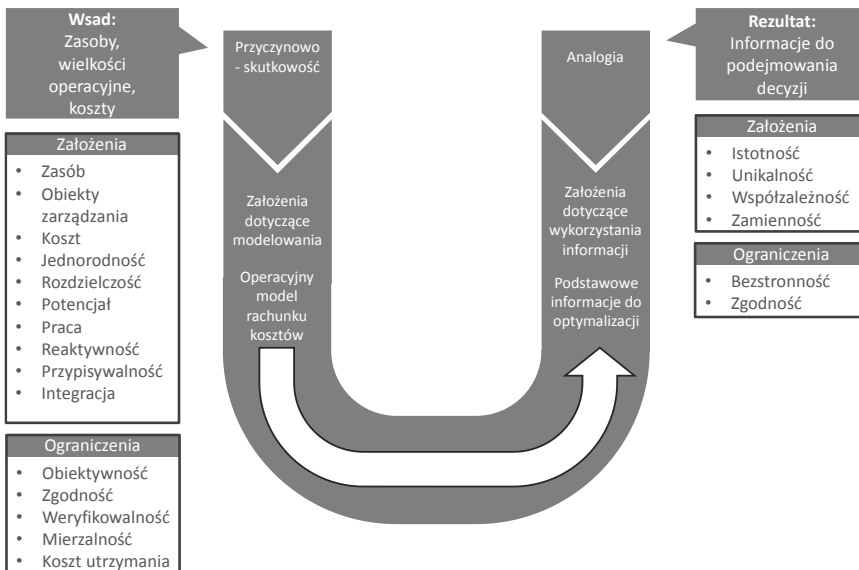 Wsad:
Zasoby,
wielkości
operacyjne,
koszty
Założenia
• Zasób
• Obiekty
zarządzania
• Koszt
• Jednorodność
• Rozdzielczość
• Potencjał
• Praca
• Reaktywność
• Przypisywalność
• Integracja
Ograniczenia
• Obiektywność
• Zgodność
• Weryfikowalność
• Mierzalność
• Koszt utrzymania
Przyczynowo
- skutkowość
Założenia
dotyczące
modelowania
Operacyjny
model
rachunku
kosztów
Analogia
Założenia
dotyczące
wykorzystania
informacji
Podstawowe
informacje do
optymalizacji
Rezultat:
Informacje do
podejmowania
decyzji
Założenia
• Istotność
• Unikalność
• Współzależność
• Zamienność
Ograniczenia
• Bezstronność
• Zgodność